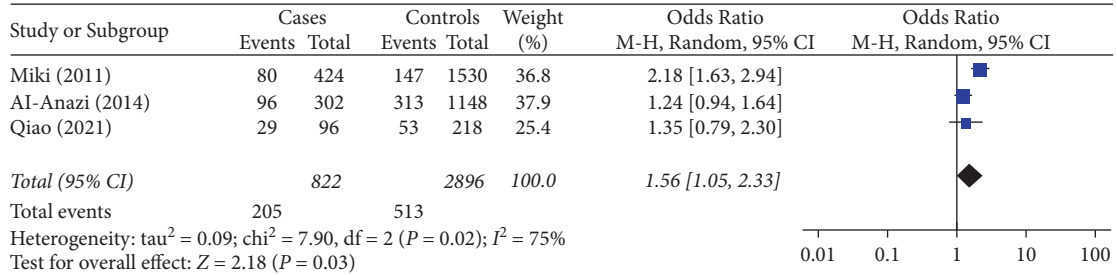 Study or Subgroup Cases Controls Weight Odds Ratio Odds Ratio
Events Total Events Total (%) M-H, Random, 95% CI M-H, Random, 95% CI
Miki (2011) 80 424 147 1530 36.8 2.18 [1.63, 2.94]
AI-Anazi (2014) 96 302 313 1148 37.9 1.24 [0.94, 1.64]
Qiao (2021) 29 96 53 218 25.4 1.35 [0.79, 2.30]
Total (95% CI) 822 2896 100.0 1.56 [1.05, 2.33]
Total events 205 513
Heterogeneity: tau² = 0.09; chi² = 7.90, df = 2 (P = 0.02); I² = 75%
Test for overall effect: Z = 2.18 (P = 0.03)
0.01 0.1 1 10 100